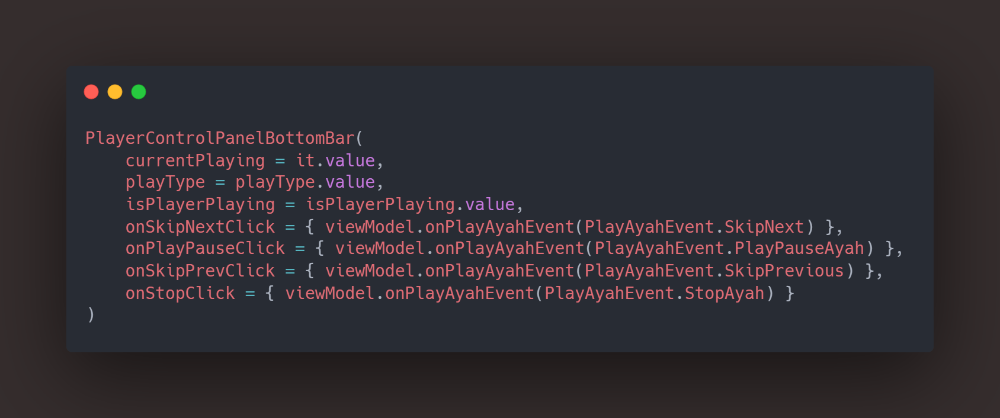 PlayerControlPanelBottomBar(
    currentPlaying = it.value,
    playType = playType.value,
    isPlayerPlaying = isPlayerPlaying.value,
    onSkipNextClick = { viewModel.onPlayAyahEvent(PlayAyahEvent.SkipNext) },
    onPlayPauseClick = { viewModel.onPlayAyahEvent(PlayAyahEvent.PlayPauseAyah) },
    onSkipPrevClick = { viewModel.onPlayAyahEvent(PlayAyahEvent.SkipPrevious) },
    onStopClick = { viewModel.onPlayAyahEvent(PlayAyahEvent.StopAyah) }
)